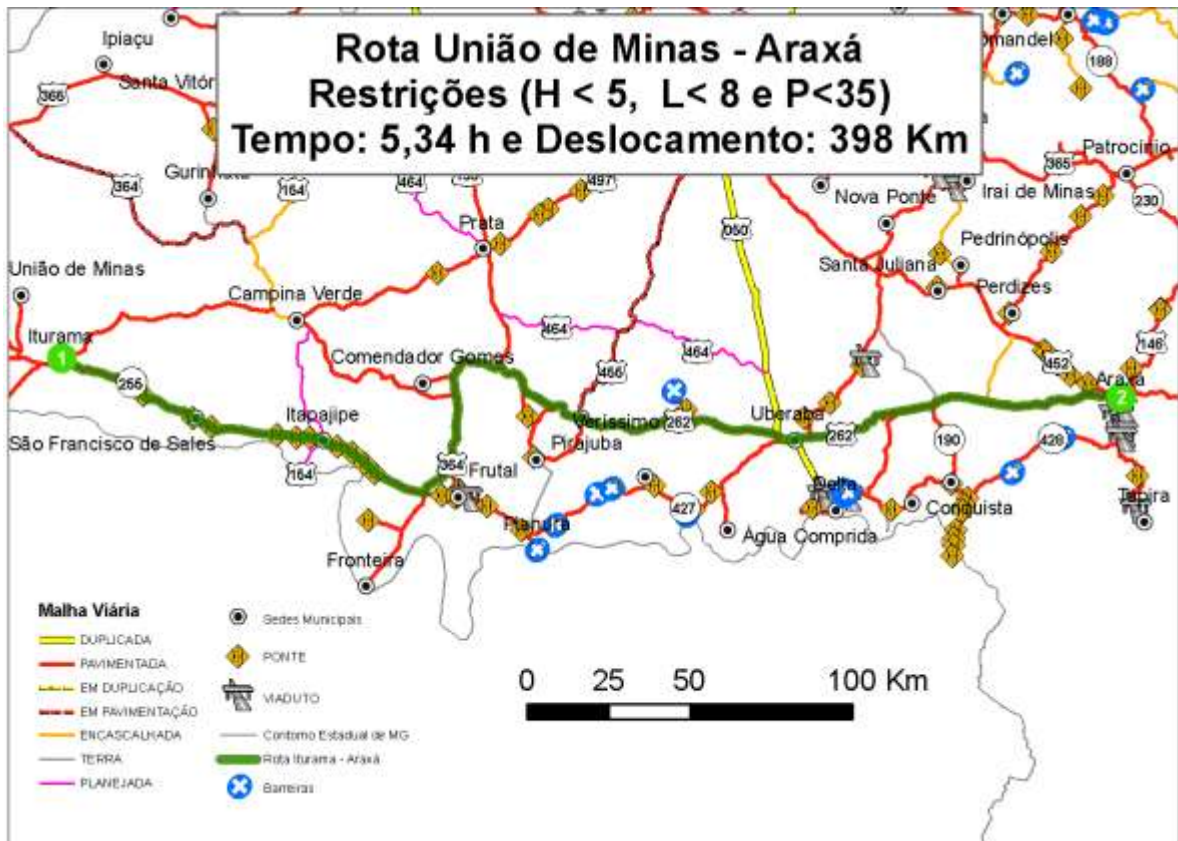 Ipiaçu
Rota União de Minas - Araxá
Restrições (H < 5, L< 8 e P<35)
Tempo: 5,34 h e Deslocamento: 398 Km
omandel
188
Santa Vitór
365
Patrocínio
365
364
Gurin
164
464
497
Nova Ponte
Irai de Minas
230
Prata
050
Pedrinópolis
União de Minas
Santa Juliana
Perdizes
Campina Verde
Iturama
1
464
464
146
Comendador Gomes
452
Araxá
2
255
Itapajipe
Veríssimo
262
Uberaba
262
São Francisco de Sales
Pirajuba
190
428
164
364
Frutal
Delta
Conquista
Tapira
Planura
427
Água Comprida
Fronteira
Malha Viária
DUPLICADA
PAVIMENTADA
EM DUPLICAÇÃO
EM PAVIMENTAÇÃO
ENCASCALHADA
TERRA
PLANEJADA
Sedes Municipais
PONTE
VIADUTO
Contorno Estadual de MG
Rota Iturama - Araxá
Barreiras
0 25 50 100 Km